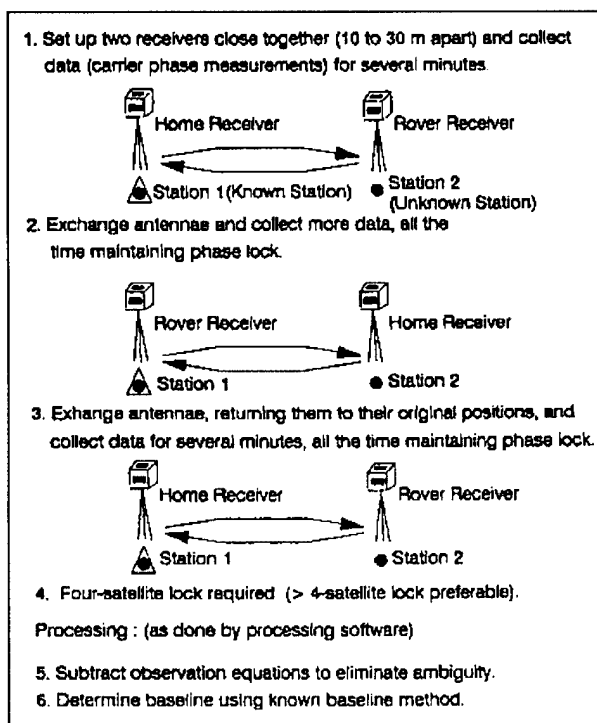 1. Set up two receivers close together (10 to 30 m apart) and collect
data (carrier phase measurements) for several minutes.
Home Receiver
Rover Receiver
Station 1(Known Station)
Station 2
(Unknown Station)
2. Exchange antennae and collect more data, all the
time maintaining phase lock.
Rover Receiver
Home Receiver
Station 1
Station 2
3. Exhange antennae, returning them to their original positions, and
collect data for several minutes, all the time maintaining phase lock.
Home Receiver
Rover Receiver
Station 1
Station 2
4. Four-satellite lock required (> 4-satellite lock preferable).
Processing : (as done by processing software)
5. Subtract observation equations to eliminate ambiguity.
6. Determine baseline using known baseline method.